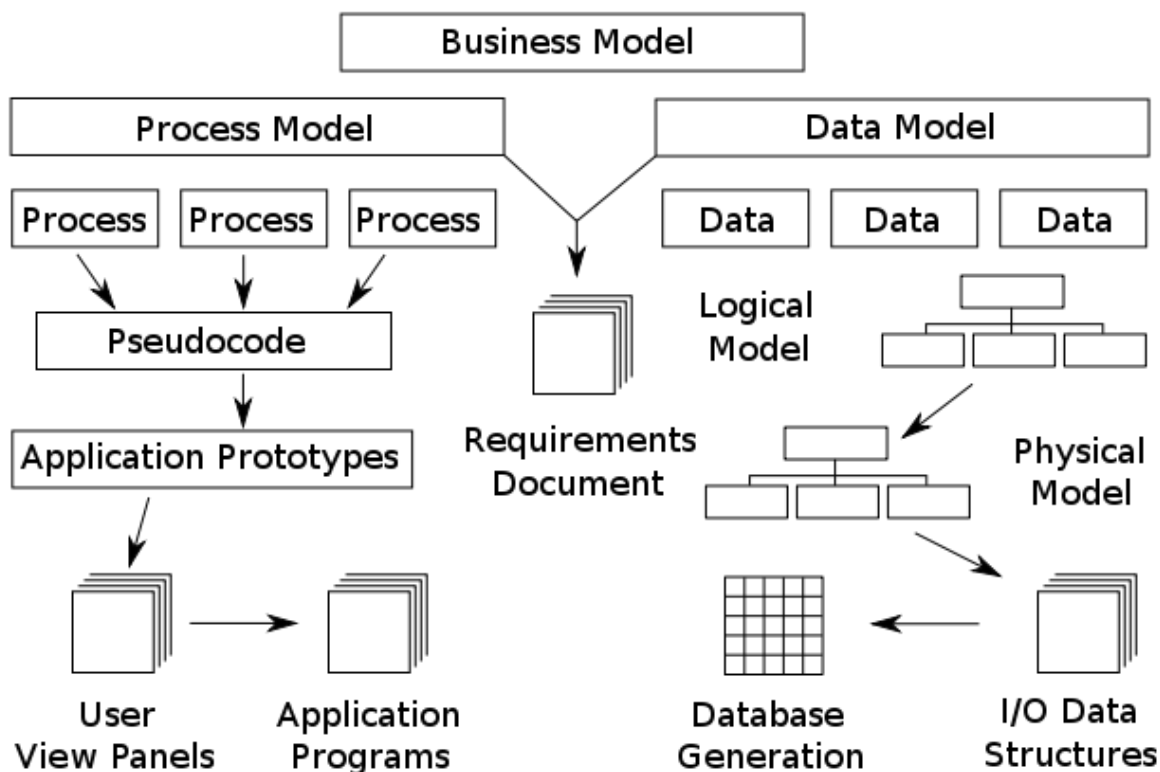 Business Model
Process Model
Data Model
Process
Process
Process
Data
Data
Data
Pseudocode
Logical
Model
Application Prototypes
Requirements
Document
Physical
Model
User
View Panels
Application
Programs
Database
Generation
I/O Data
Structures